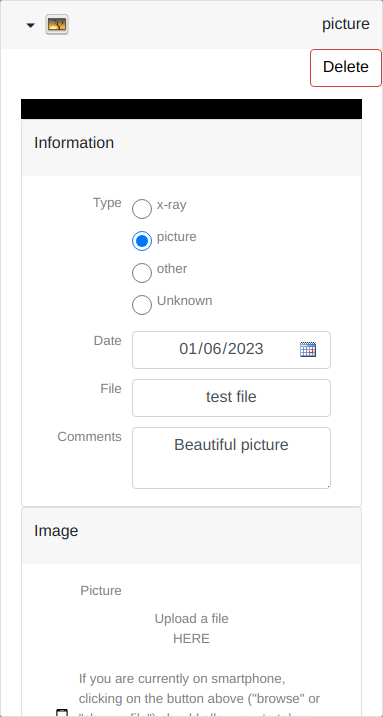 picture
Delete
Information
Type
x-ray
picture
other
Unknown
Date
01/06/2023
File
test file
Comments
Beautiful picture
Image
Picture
Upload a file
HERE
If you are currently on smartphone,
clicking on the button above ("browse" or